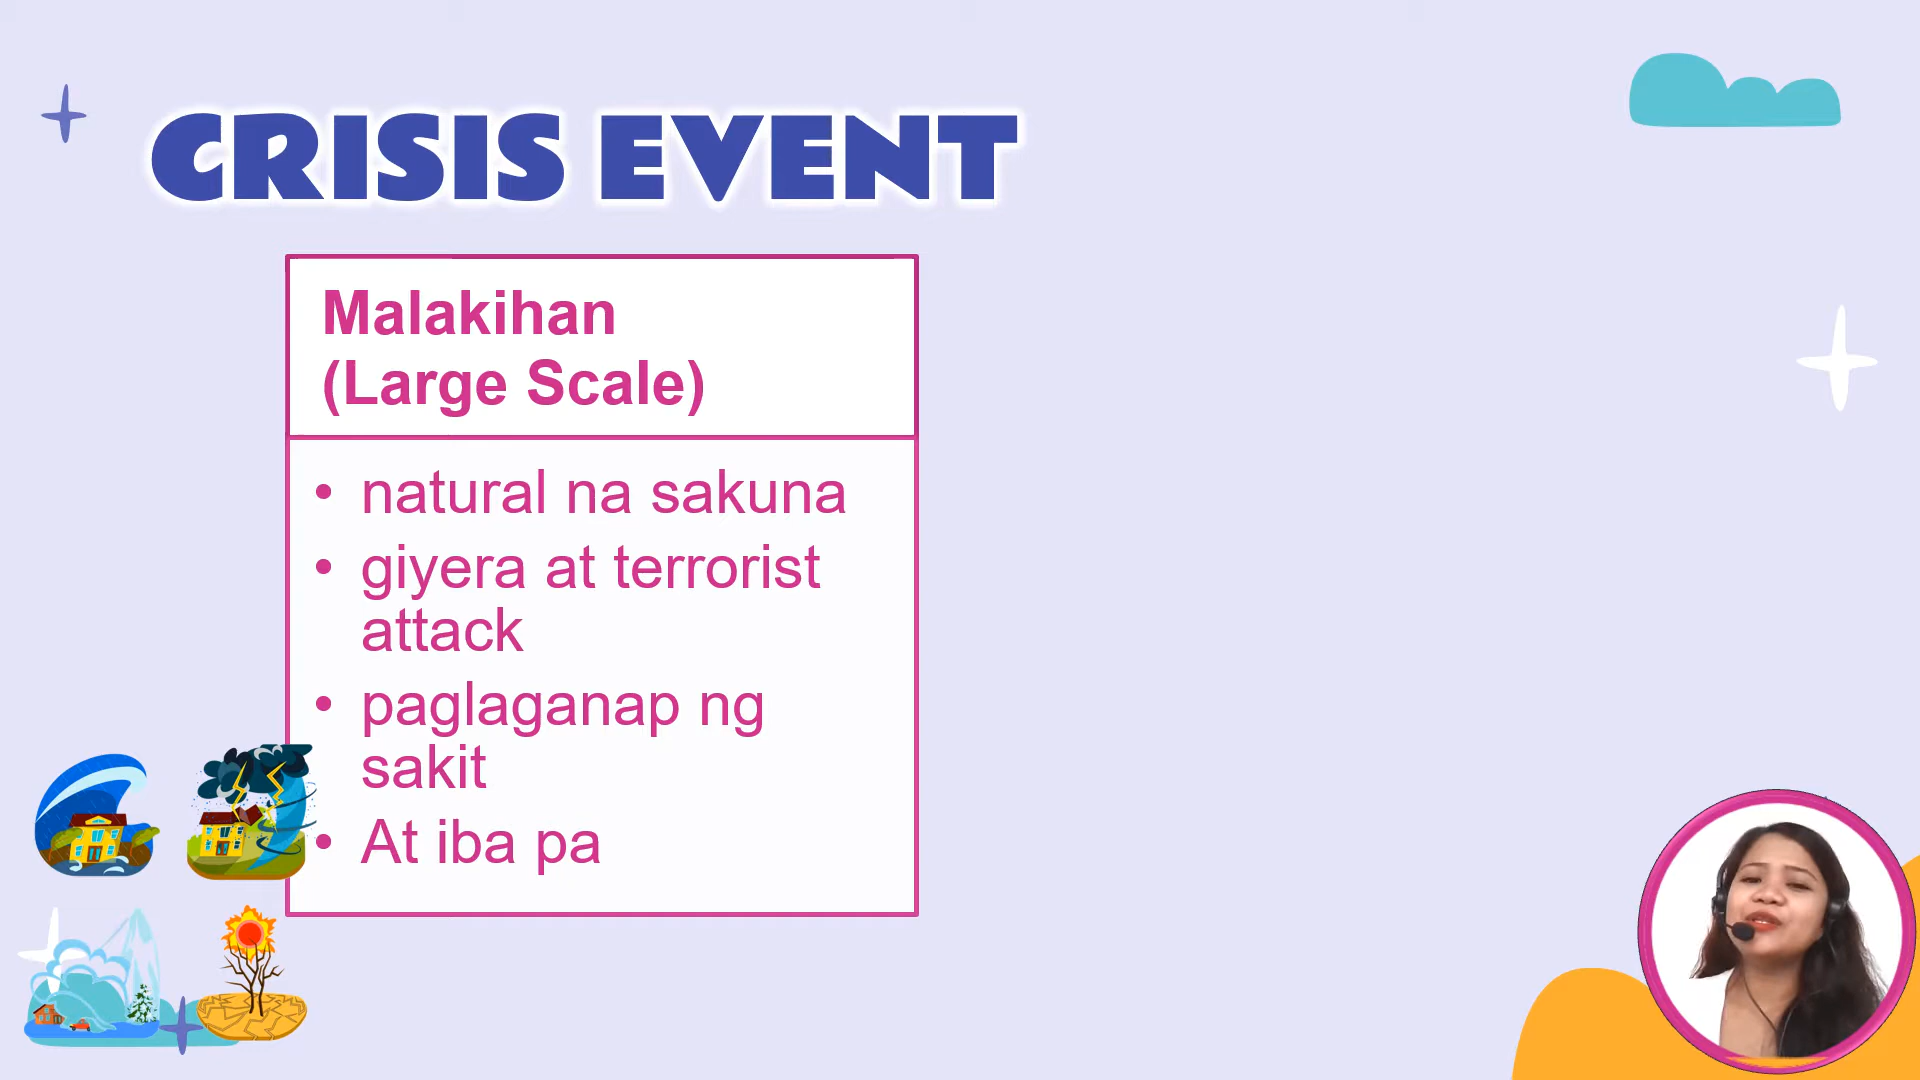 CRISIS EVENT
Malakihan
(Large Scale)
• natural na sakuna
• giyera at terrorist
attack
• paglaganap ng
sakit
• At iba pa